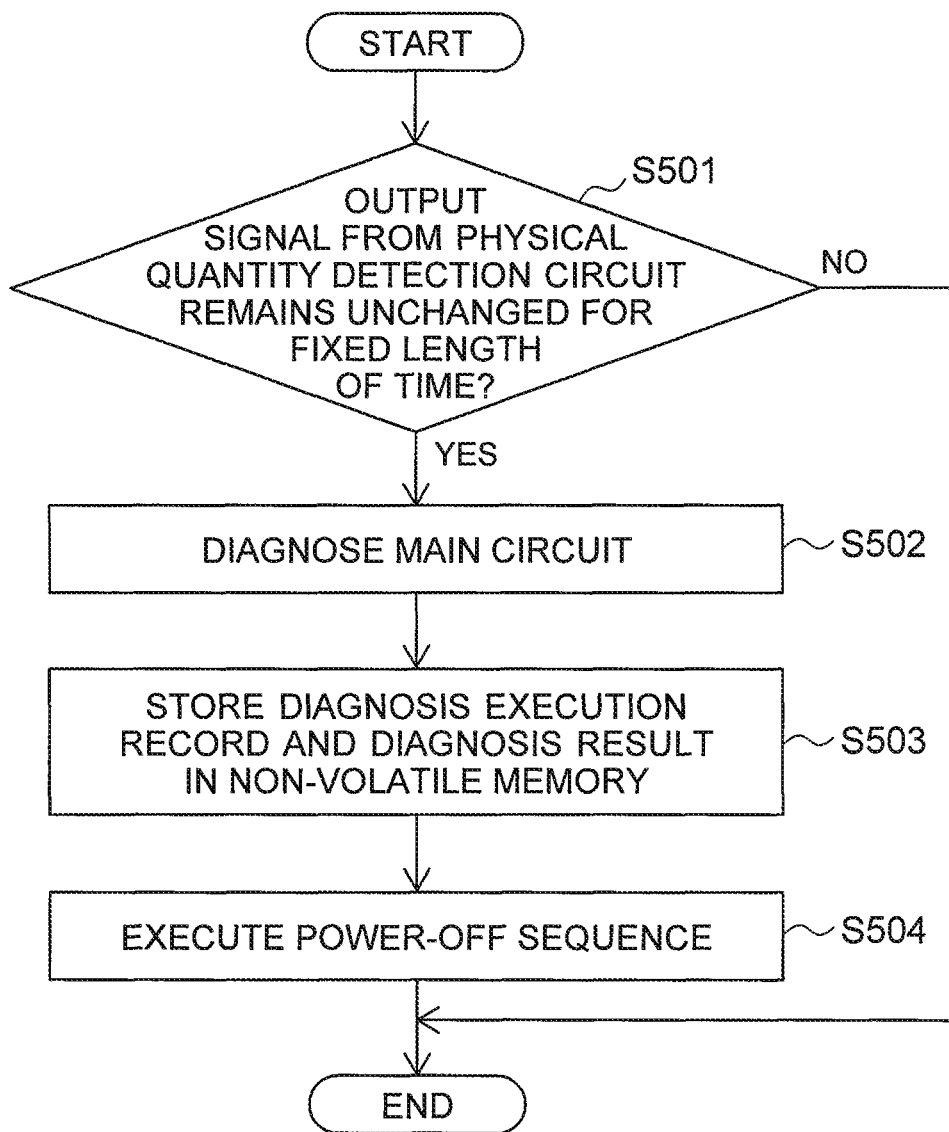 START
S501
OUTPUT
SIGNAL FROM PHYSICAL
QUANTITY DETECTION CIRCUIT
REMAINS UNCHANGED FOR
FIXED LENGTH
OF TIME?
NO
YES
DIAGNOSE MAIN CIRCUIT
S502
STORE DIAGNOSIS EXECUTION
RECORD AND DIAGNOSIS RESULT
IN NON-VOLATILE MEMORY
S503
EXECUTE POWER-OFF SEQUENCE
S504
END